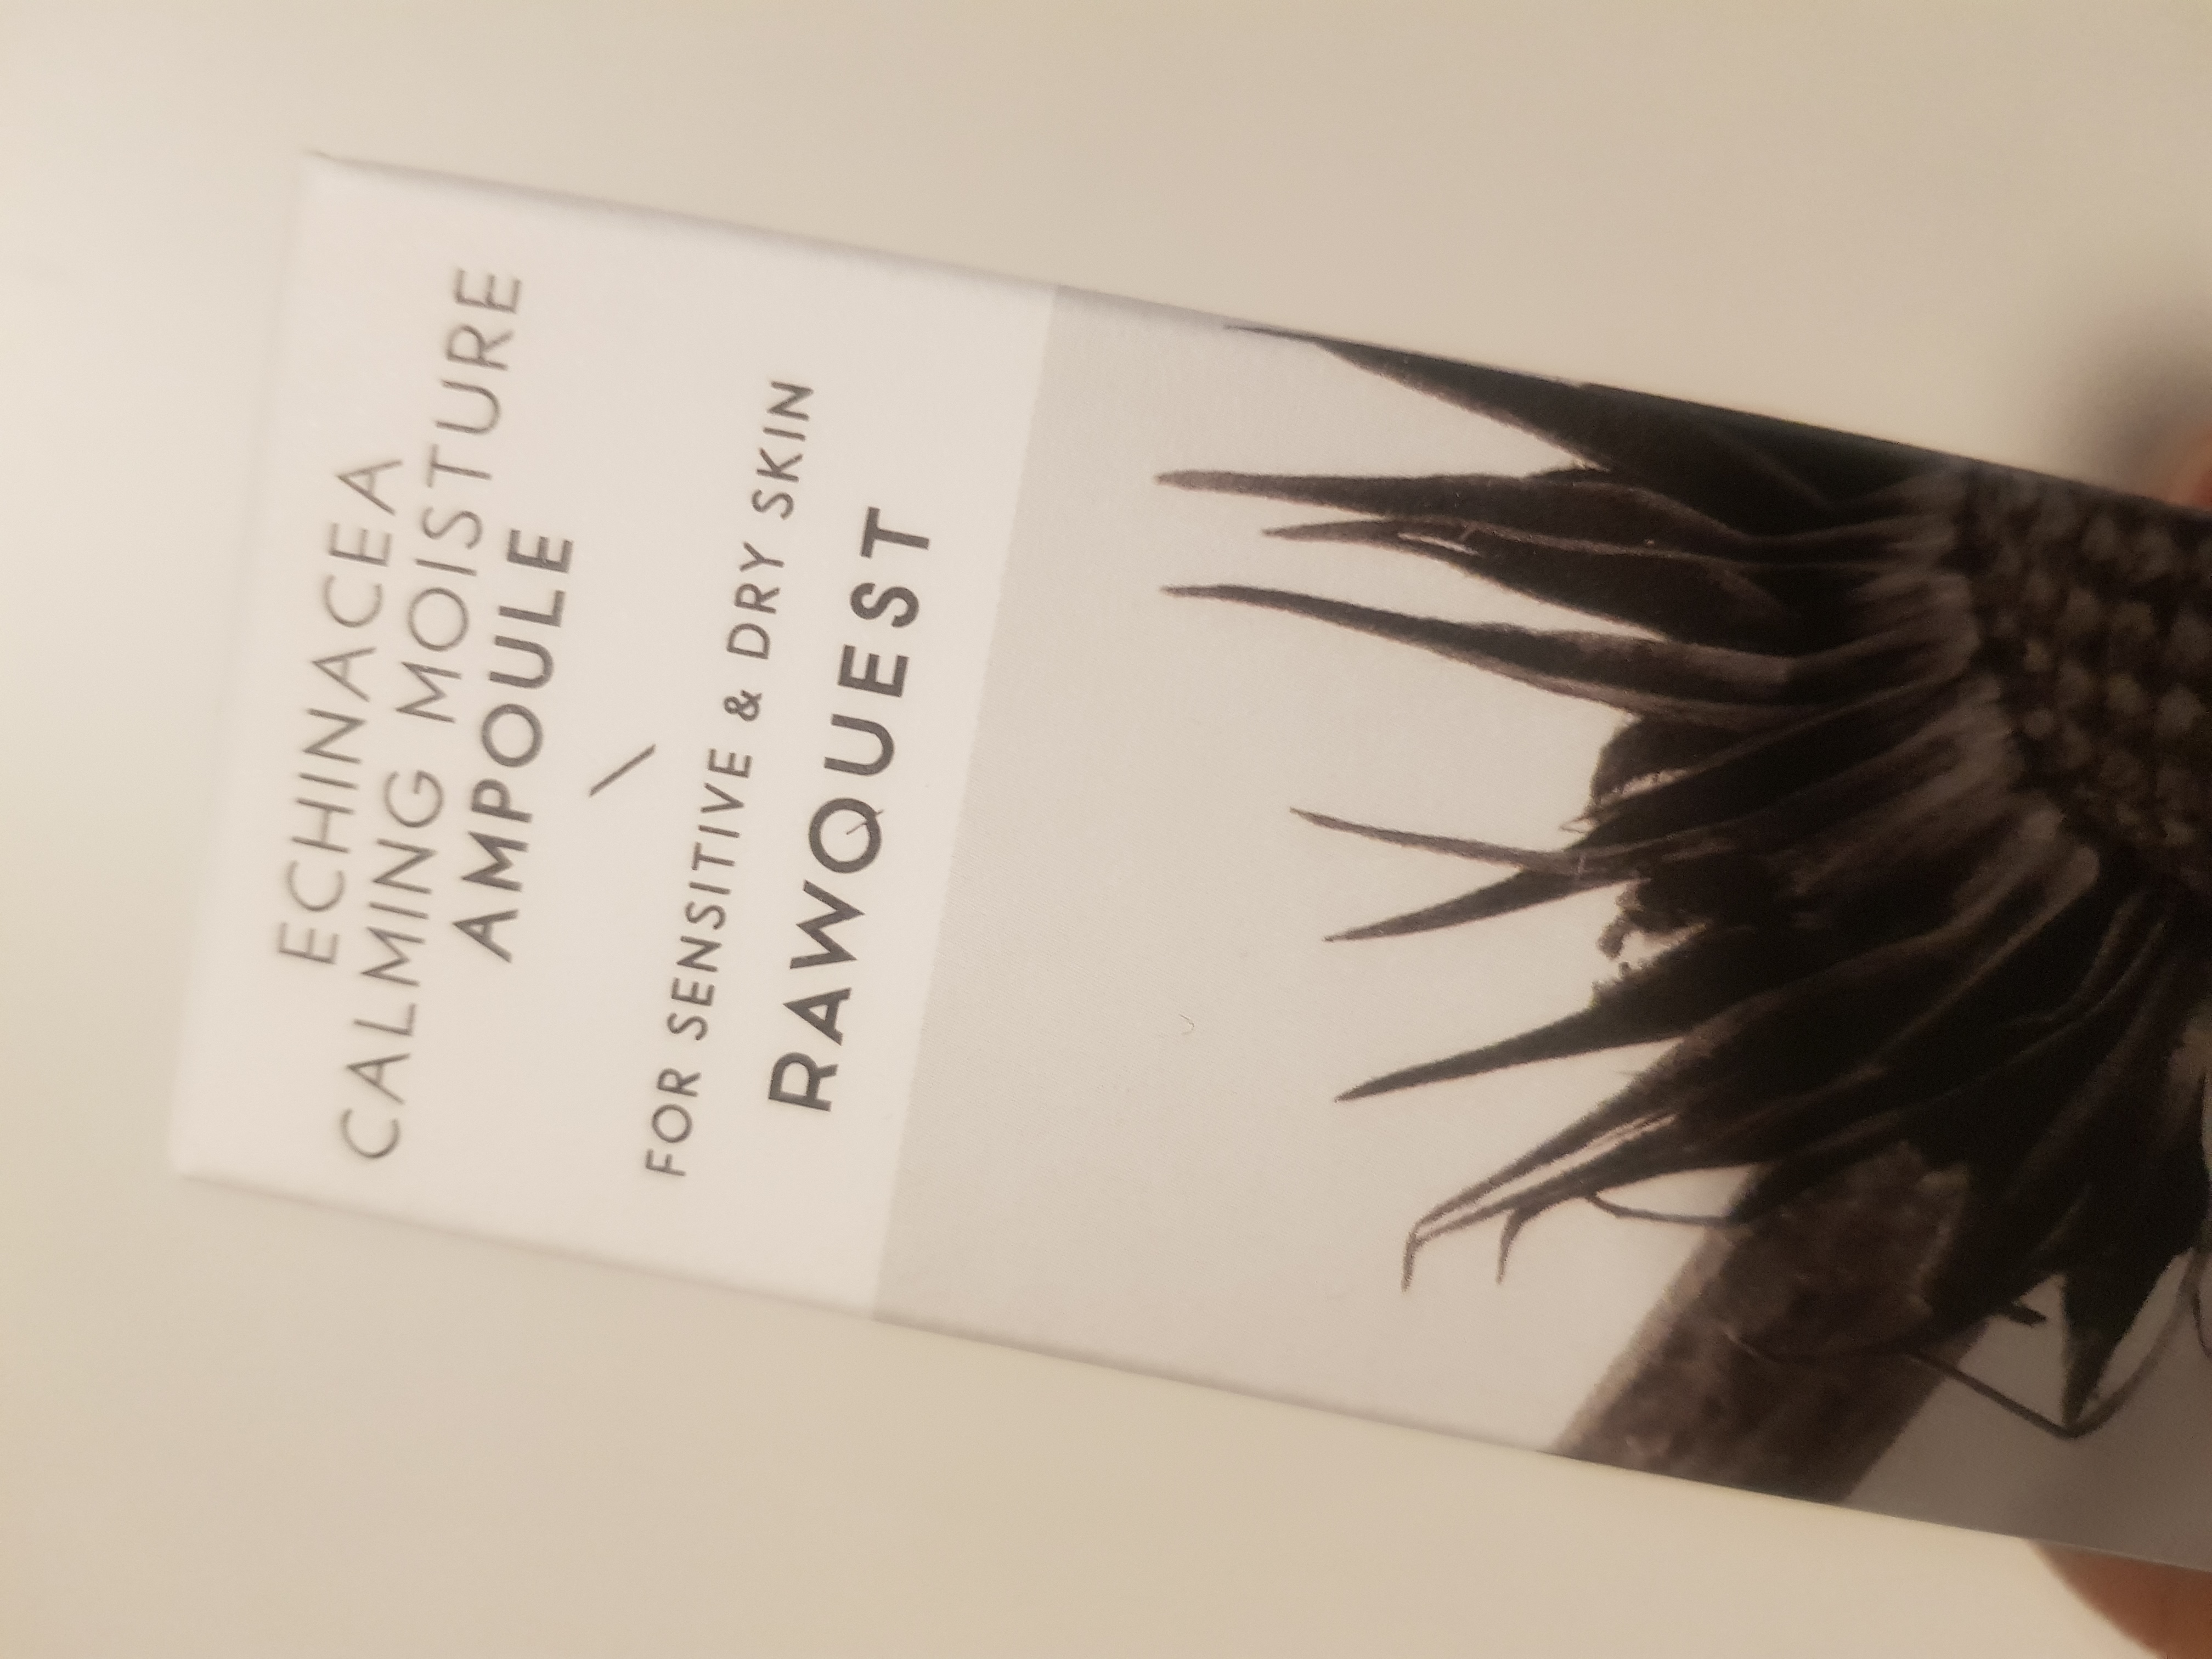 ECHINACEA
CALMING MOISTURE
AMPOULE
FOR SENSITIVE & DRY SKIN
RAWQUEST